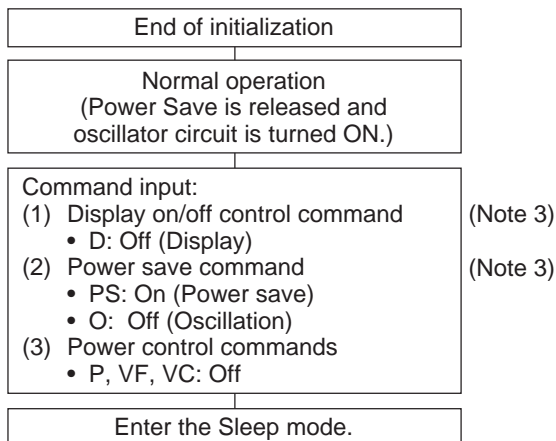 End of initialization
Normal operation
(Power Save is released and
oscillator circuit is turned ON.)
Command input:
(1) Display on/off control command (Note 3)
• D: Off (Display)
(2) Power save command (Note 3)
• PS: On (Power save)
• O: Off (Oscillation)
(3) Power control commands
• P, VF, VC: Off
Enter the Sleep mode.